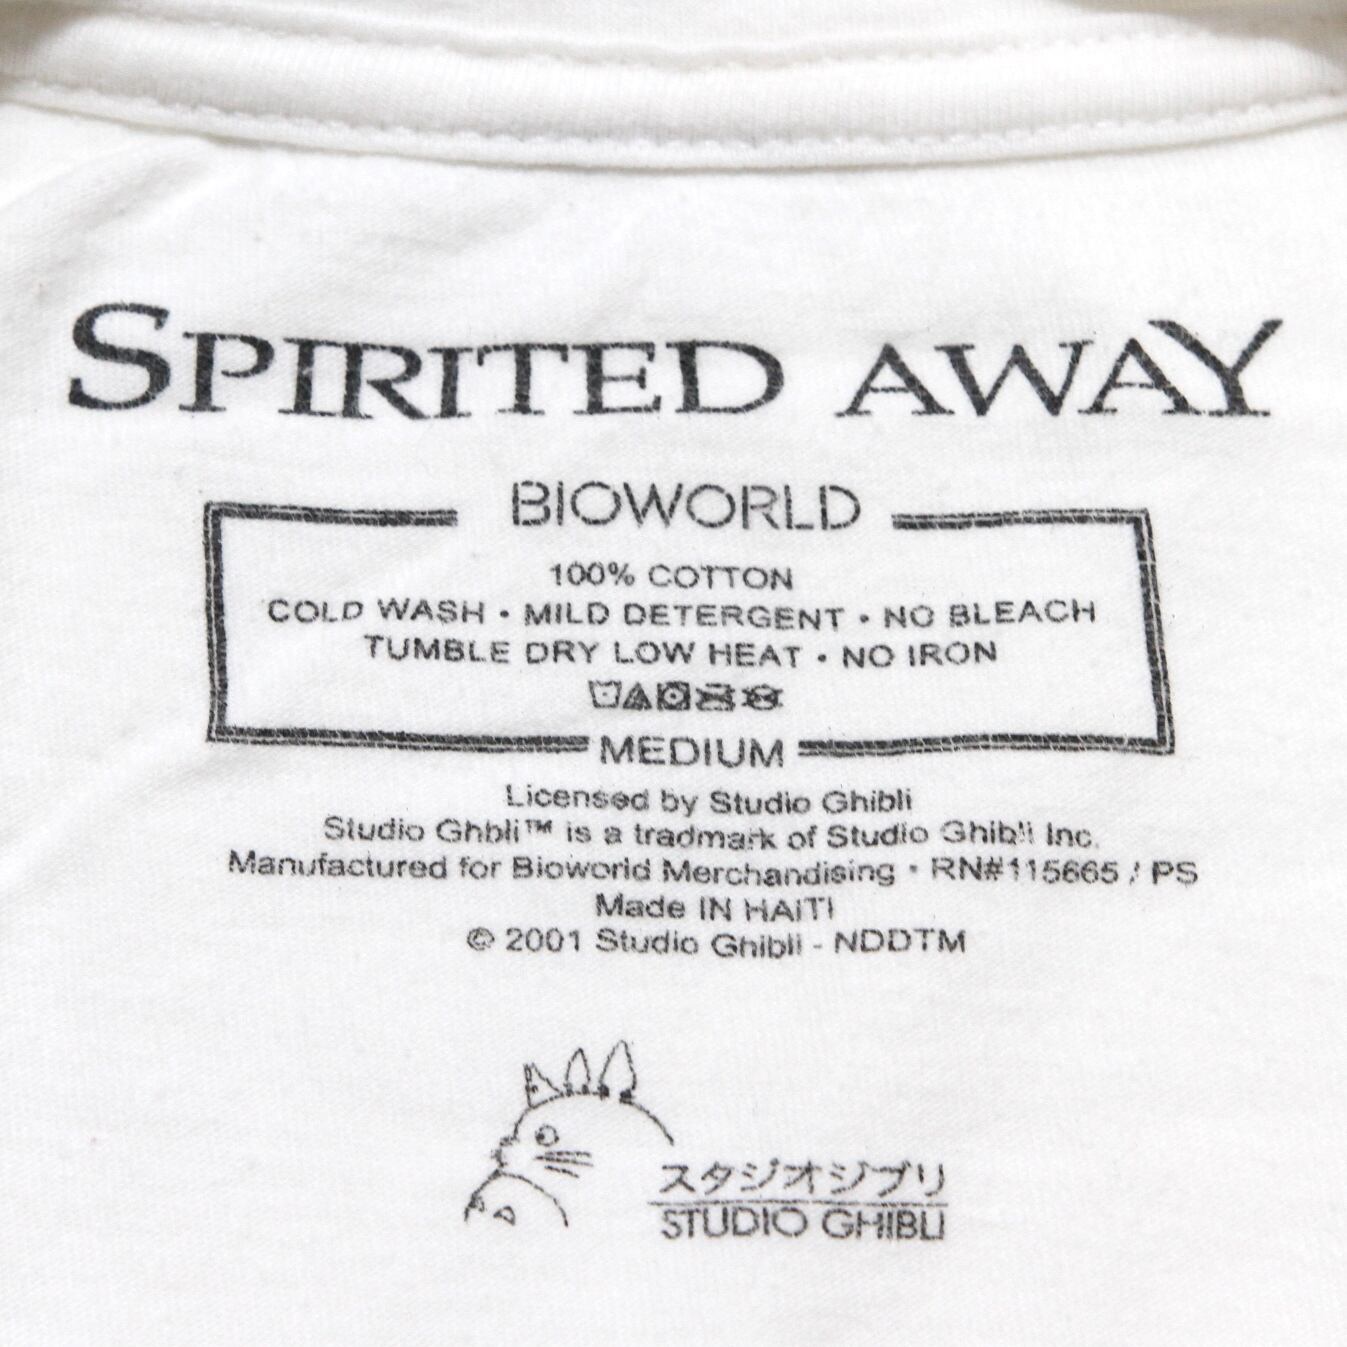 SPIRITED AWAY
BIOWORLD
100% COTTON
COLD WASH • MILD DETERGENT • NO BLEACH
TUMBLE DRY LOW HEAT • NO IRON
MEDIUM
Licensed by Studio Ghibli
Studio Ghbli™ is a tradmark of Studio Ghibli Inc.
Manufactured for Bioworld Merchandising • RN#115665 / PS
Made IN HAITI
© 2001 Studio Ghibli - NDDTM
スタジオジブリ
STUDIO GHIBLI